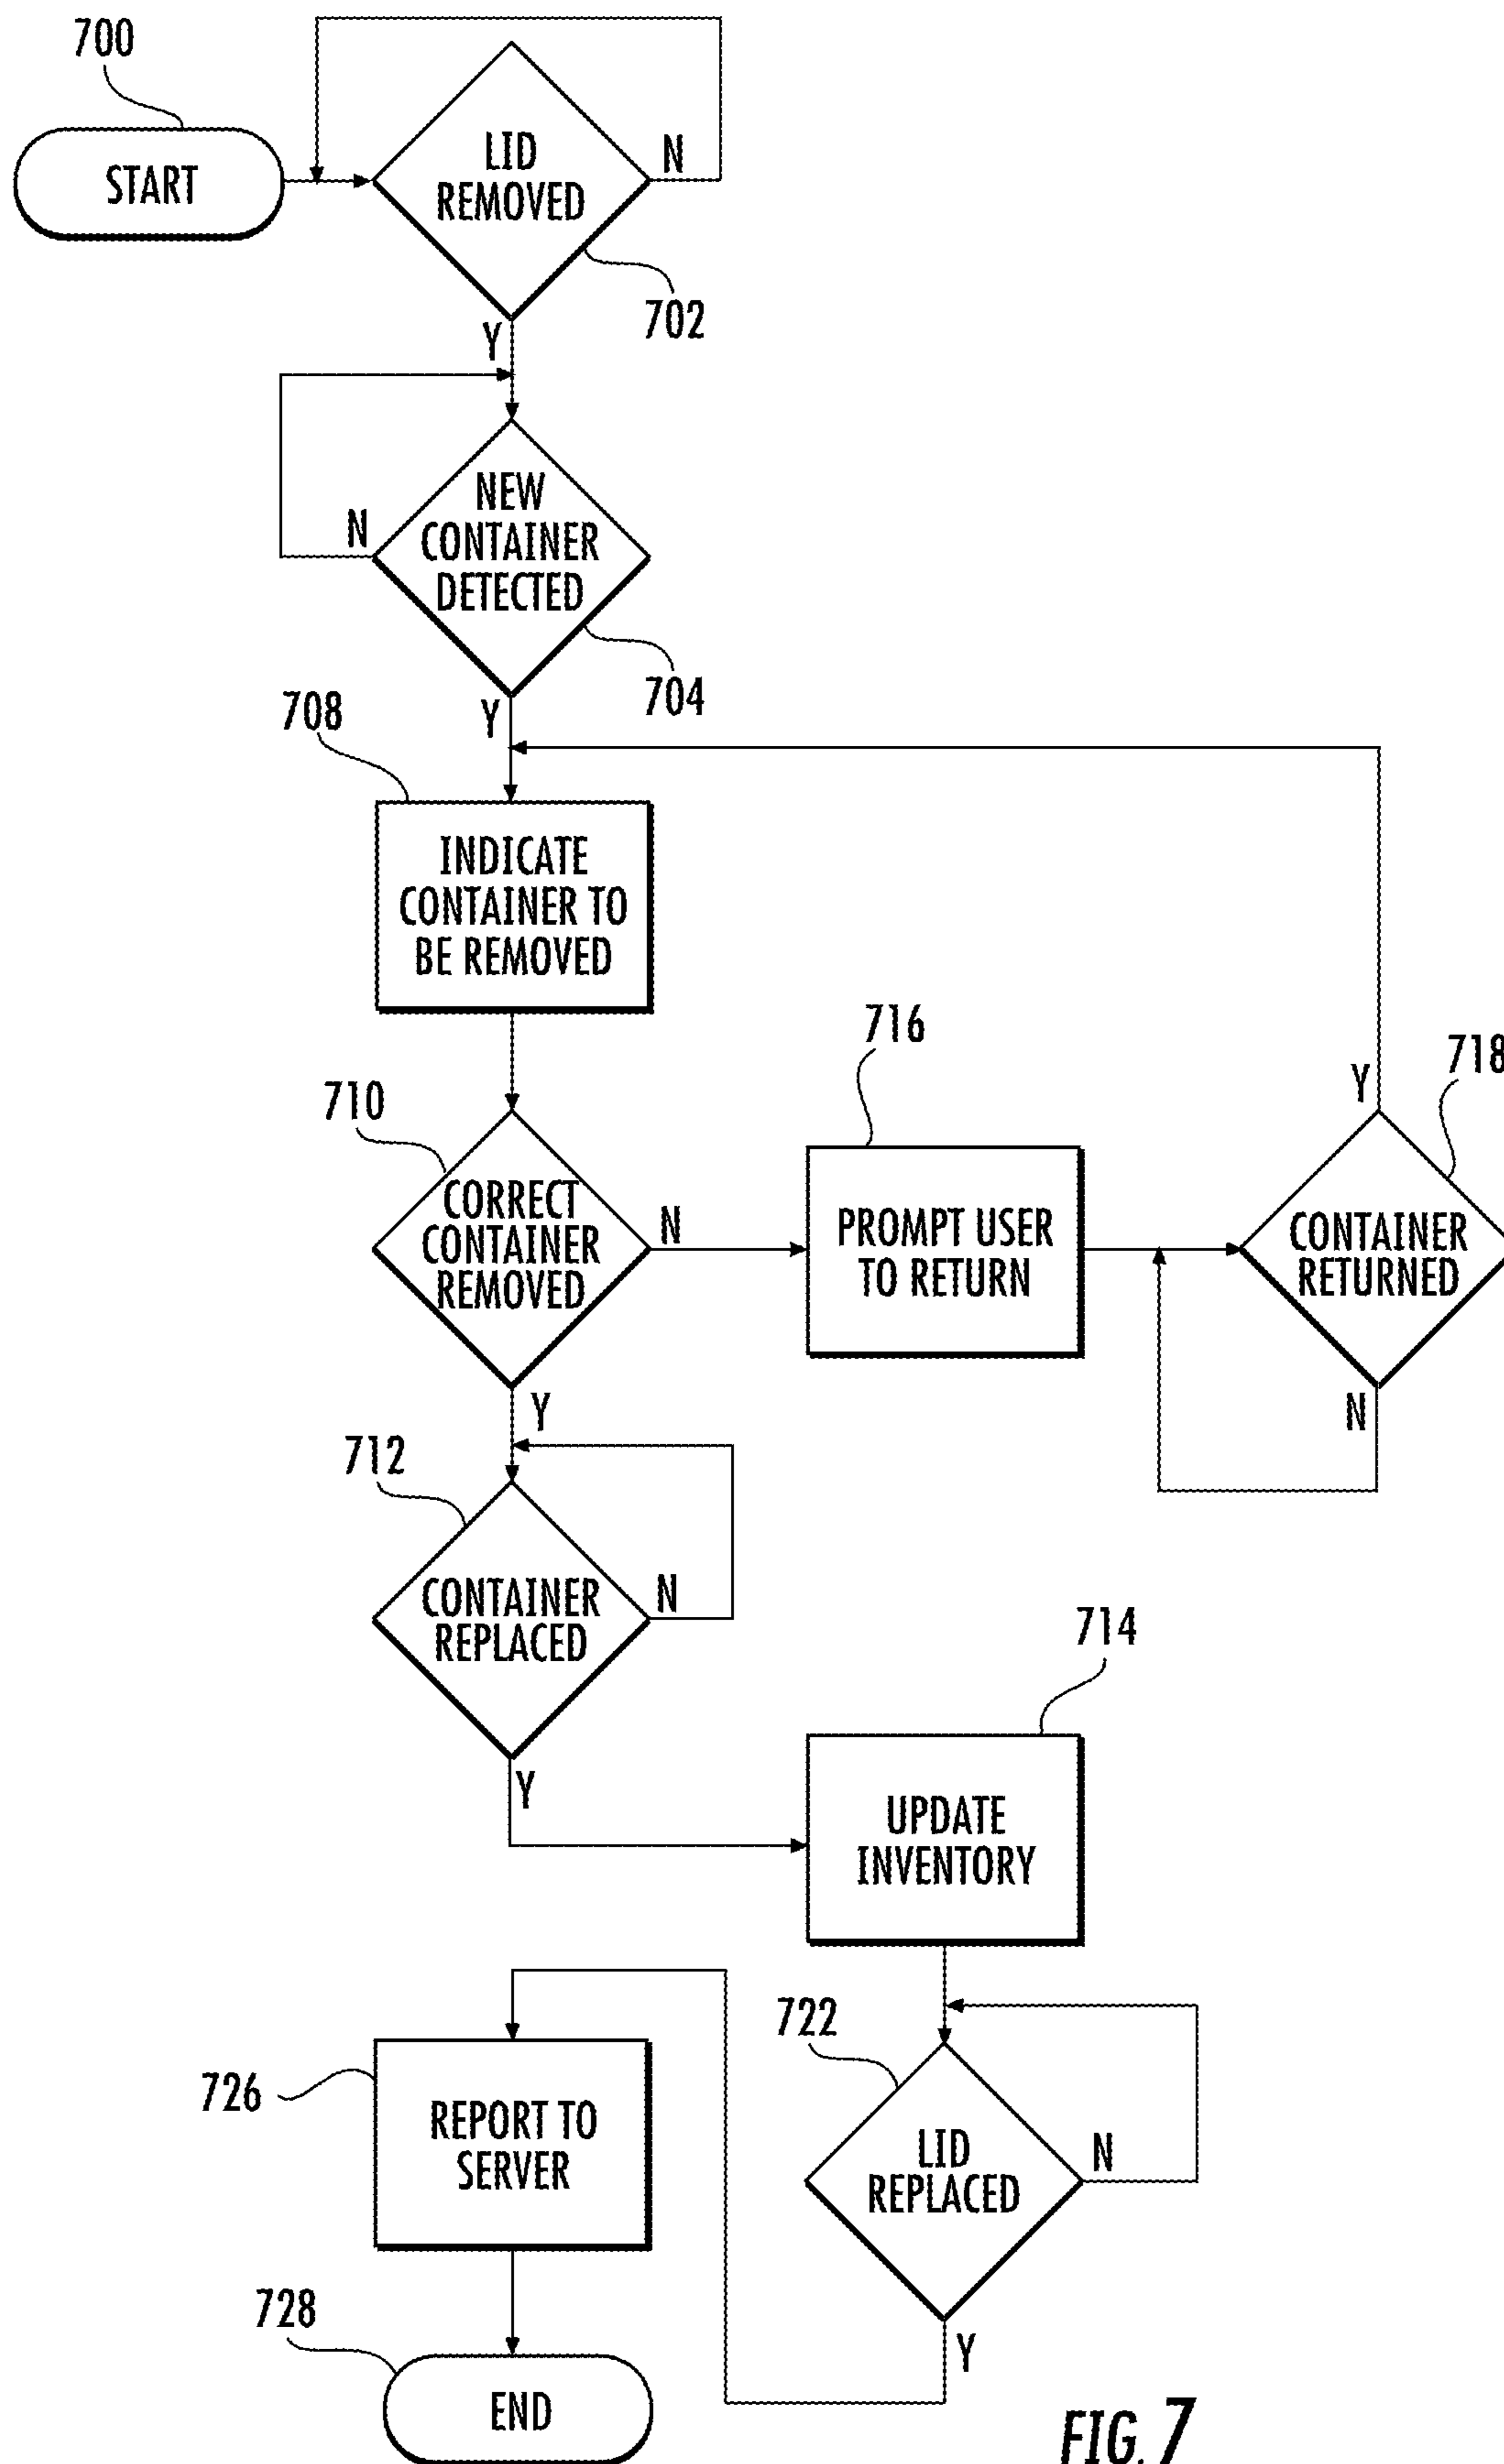 700
START
LID
REMOVED
N
702
Y
NEW
CONTAINER
DETECTED
N
704
Y
708
INDICATE
CONTAINER TO
BE REMOVED
710
CORRECT
CONTAINER
REMOVED
N
716
PROMPT USER
TO RETURN
718
Y
CONTAINER
RETURNED
N
Y
712
CONTAINER
REPLACED
N
Y
714
UPDATE
INVENTORY
722
LID
REPLACED
N
Y
726
REPORT TO
SERVER
728
END
FIG. 7